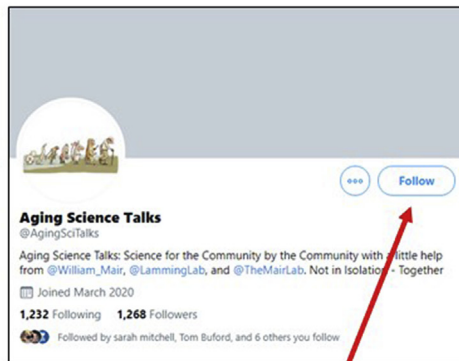 Follow
Aging Science Talks
@AgingSciTalks
Aging Science Talks: Science for the Community by the Community with a little help
from @William_Mair, @LammingLab, and @TheMairLab. Not in Isolation - Together
Joined March 2020
1,232 Following 1,268 Followers
Followed by sarah mitchell, Tom Buford, and 6 others you follow